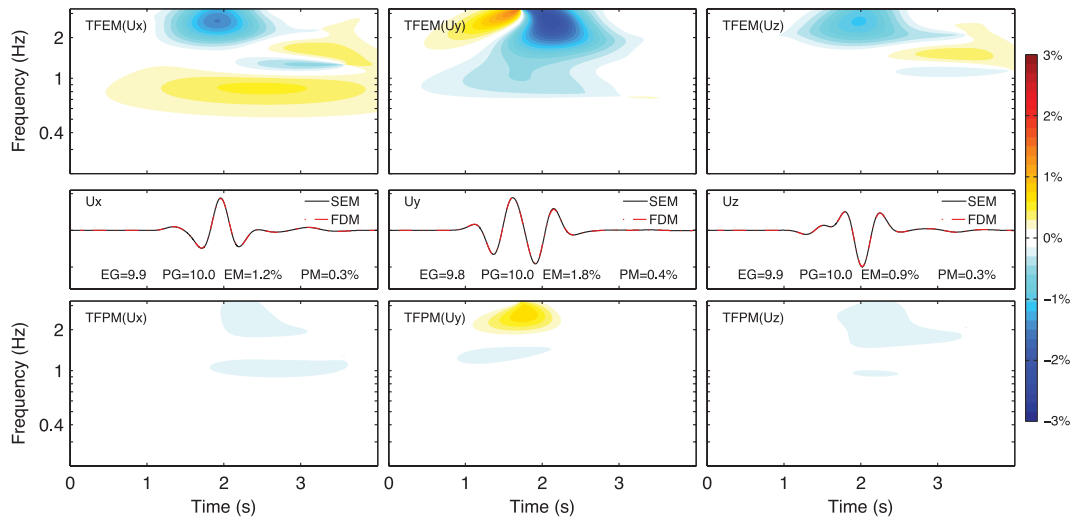 Frequency (Hz)
2
1
0.4
TFEM(Ux)
TFEM(Uy)
TFEM(Uz)
Ux
SEM
FDM
EG=9.9 PG=10.0 EM=1.2% PM=0.3%
Uy
SEM
FDM
EG=9.8 PG=10.0 EM=1.8% PM=0.4%
Uz
SEM
FDM
EG=9.9 PG=10.0 EM=0.9% PM=0.3%
Frequency (Hz)
2
1
0.4
TFPM(Ux)
TFPM(Uy)
TFPM(Uz)
0 1 2 3
0 1 2 3
0 1 2 3
Time (s)
Time (s)
Time (s)
3%
2%
1%
0%
−1%
−2%
−3%